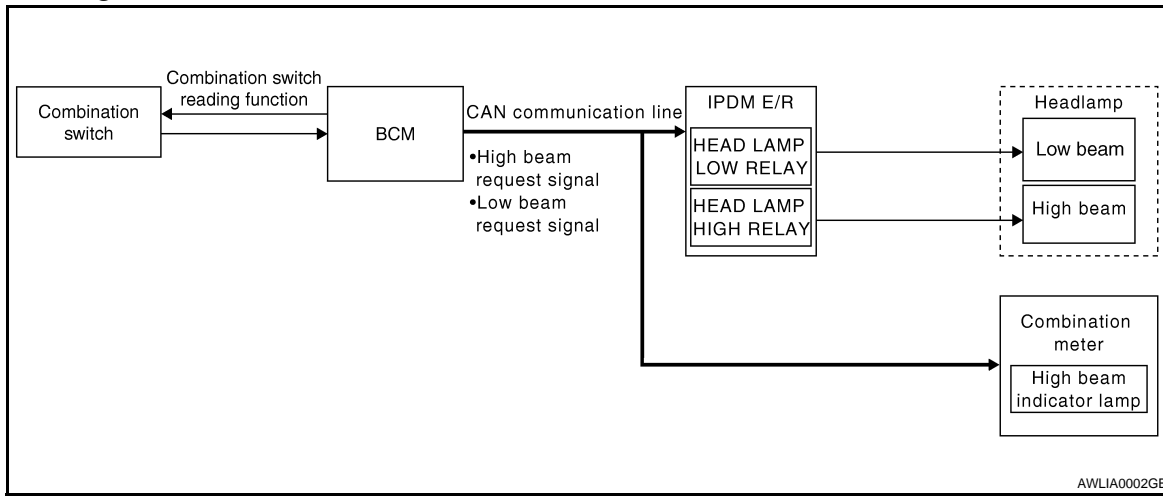 Combination
switch
Combination switch
reading function
BCM
CAN communication line
•High beam
request signal
•Low beam
request signal
IPDM E/R
HEAD LAMP
LOW RELAY
HEAD LAMP
HIGH RELAY
Headlamp
Low beam
High beam
Combination
meter
High beam
indicator lamp